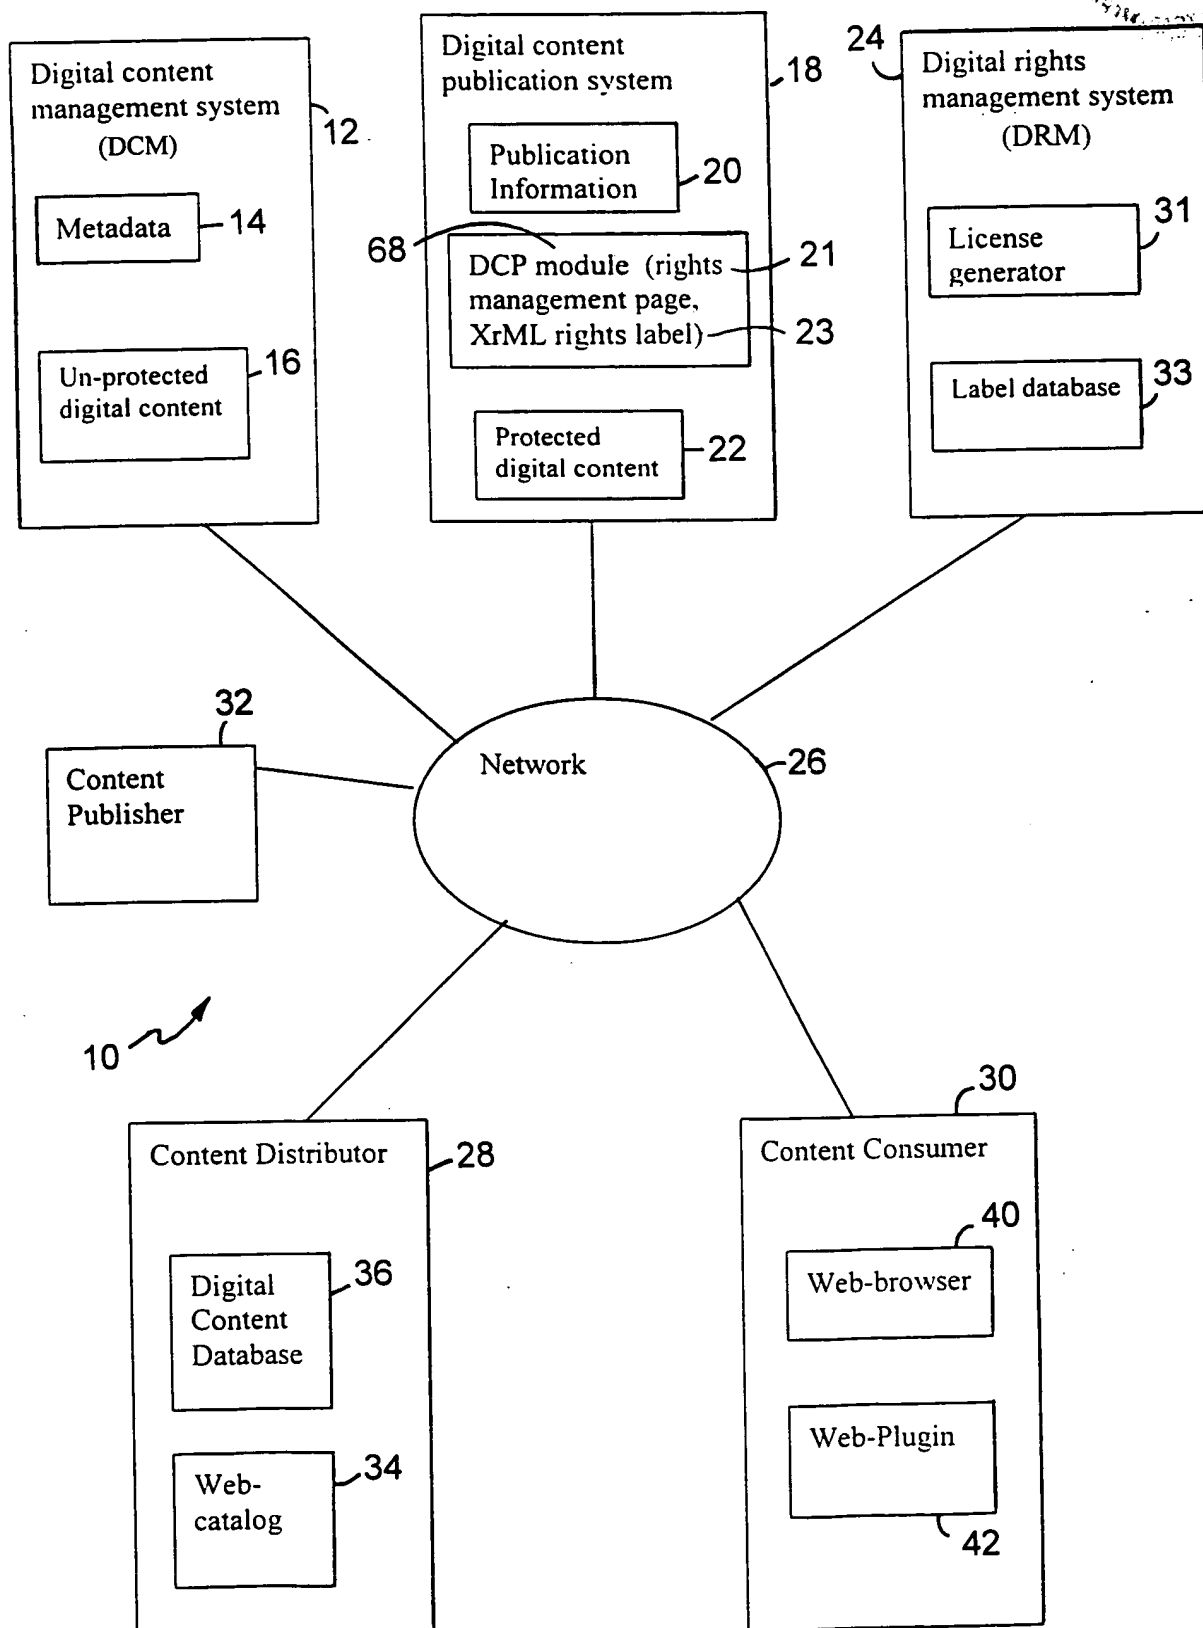 Digital content
management system
(DCM)
12
Metadata
14
Un-protected
digital content
16
Digital content
publication system
18
Publication
Information
20
68
DCP module (rights
management page,
XrML rights label)
21
23
Protected
digital content
22
24
Digital rights
management system
(DRM)
License
generator
31
Label database
33
32
Content
Publisher
Network
26
10
Content Distributor
28
Digital
Content
Database
36
Web-
catalog
34
30
Content Consumer
40
Web-browser
Web-Plugin
42